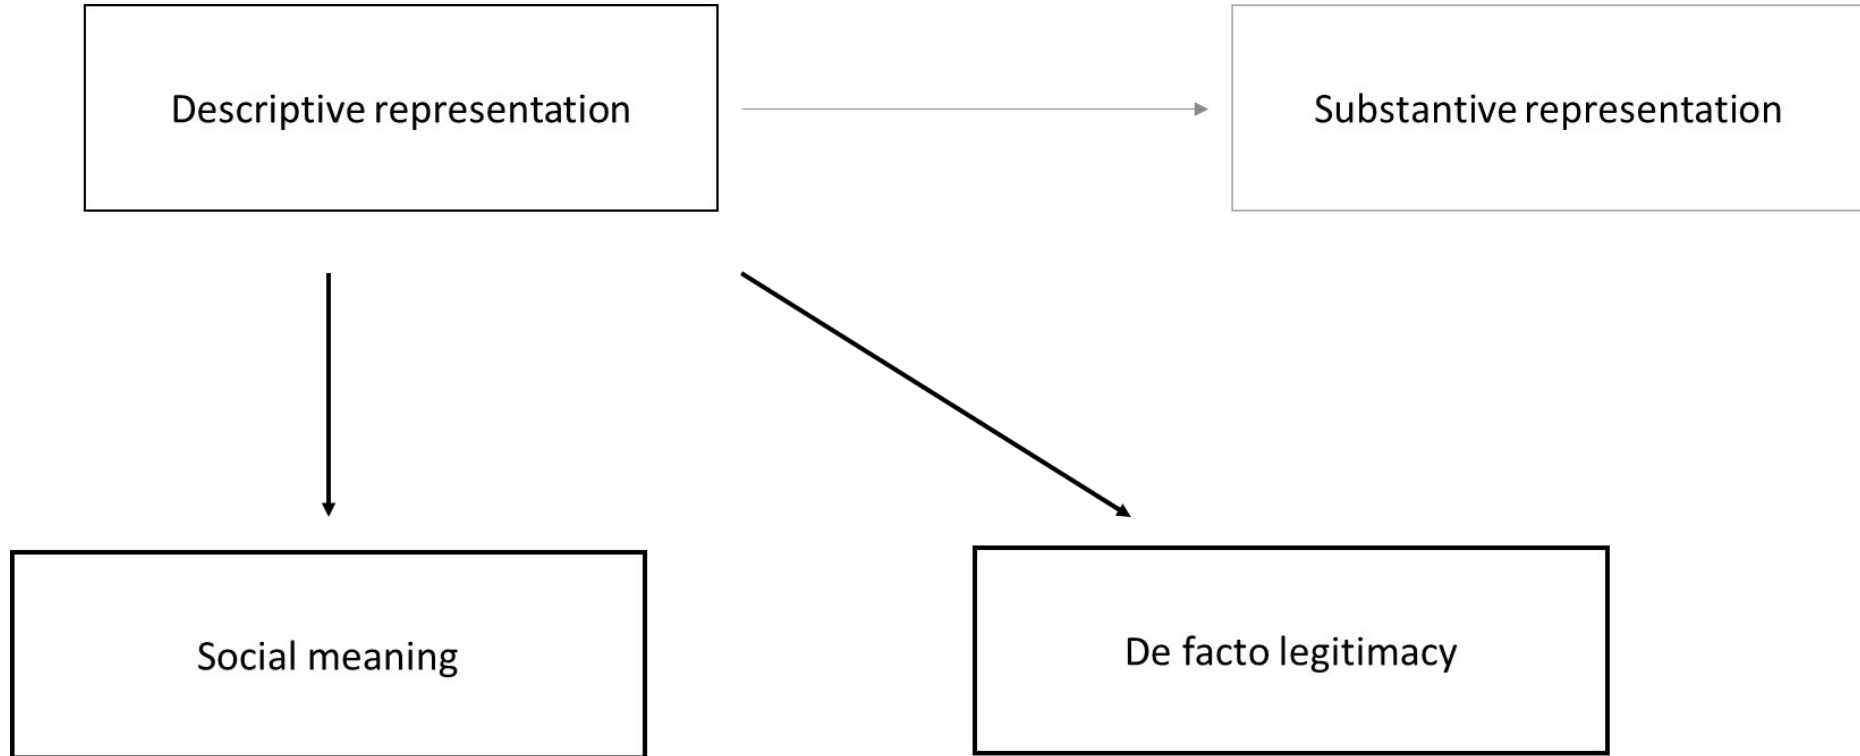 Descriptive representation
Substantive representation
Social meaning
De facto legitimacy